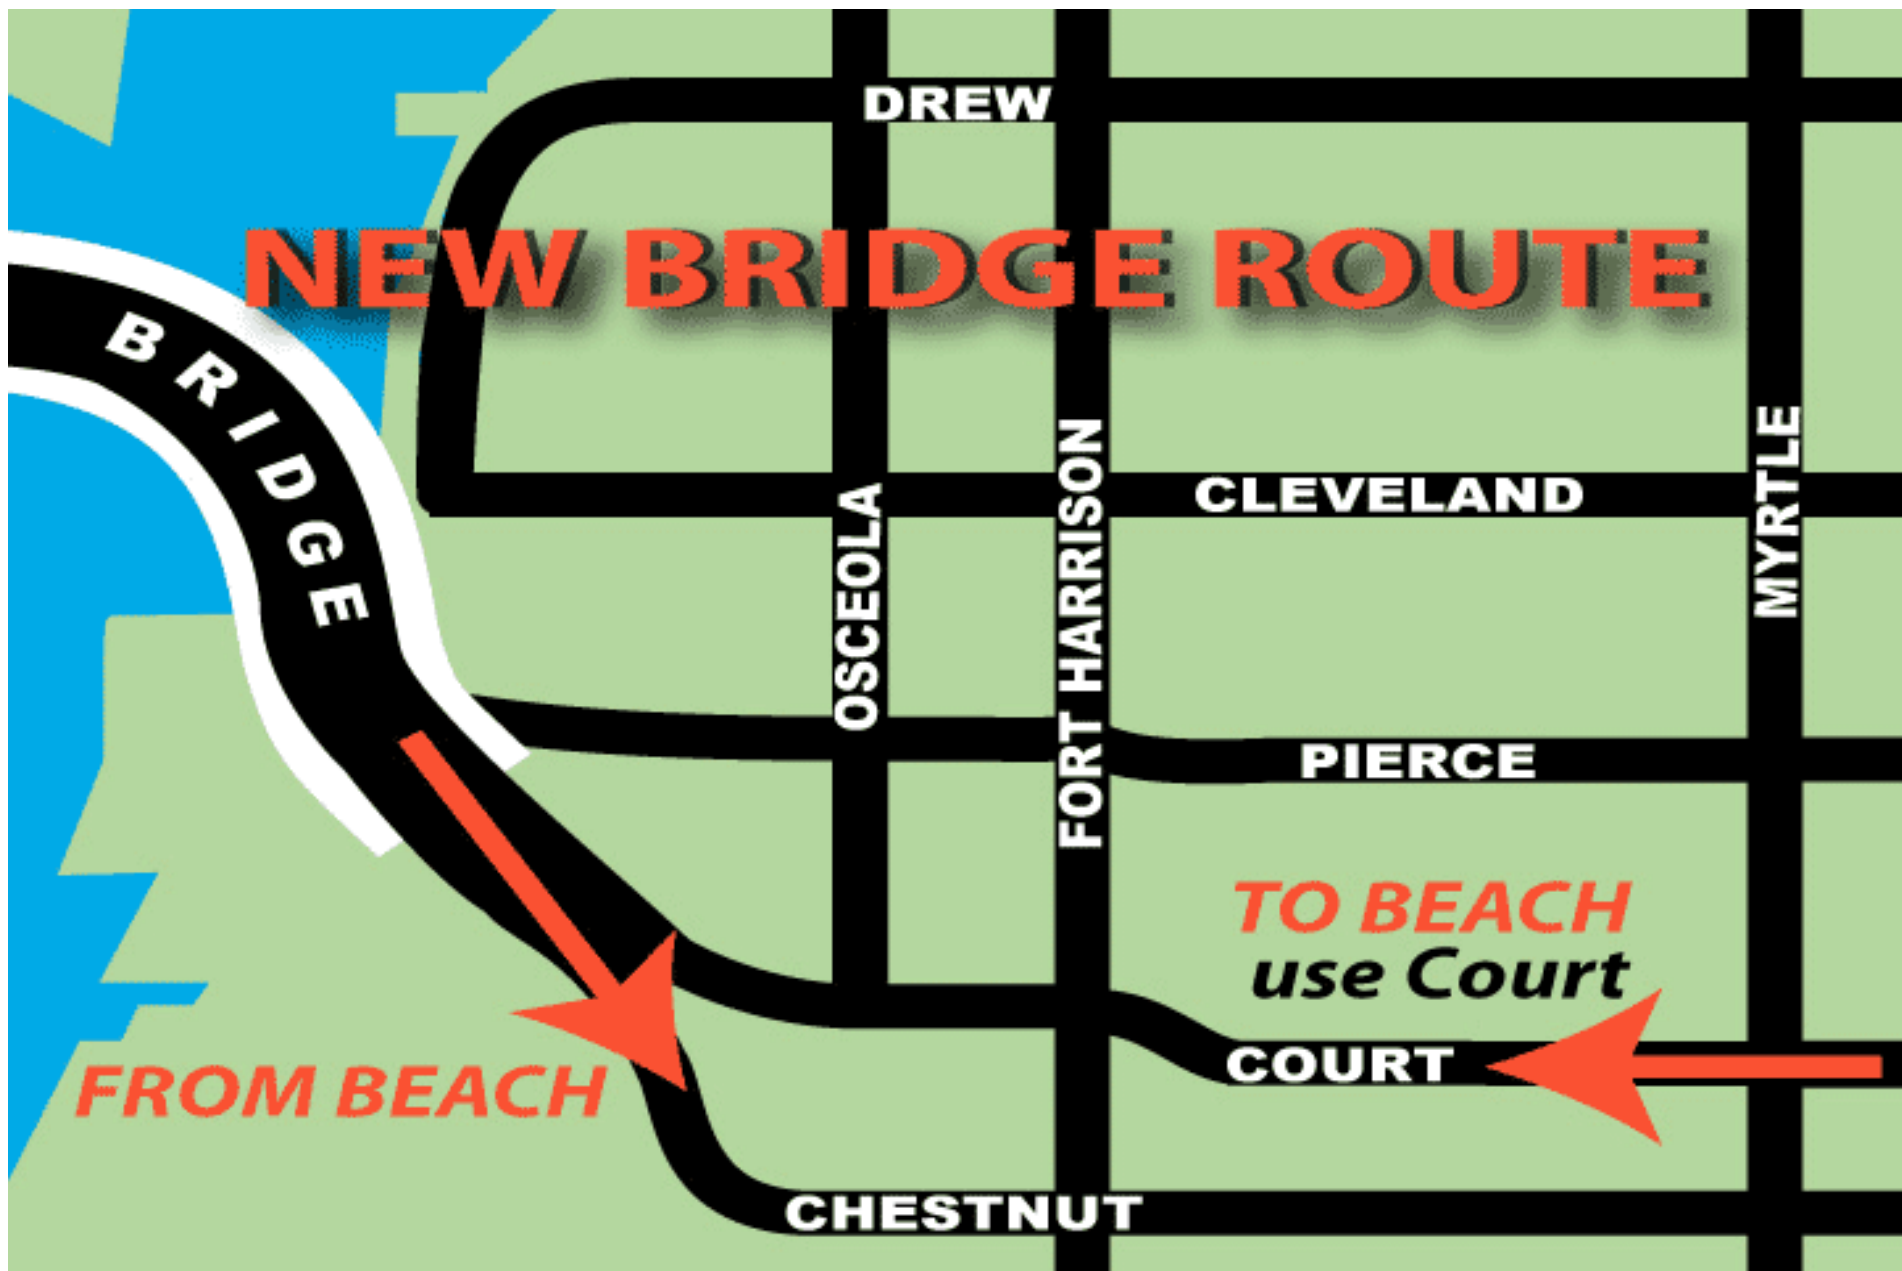 DREW
NEW BRIDGE ROUTE
BRIDGE
CLEVELAND
OSCEOLA
FORT HARRISON
MYRTLE
PIERCE
TO BEACH
use Court
COURT
FROM BEACH
CHESTNUT